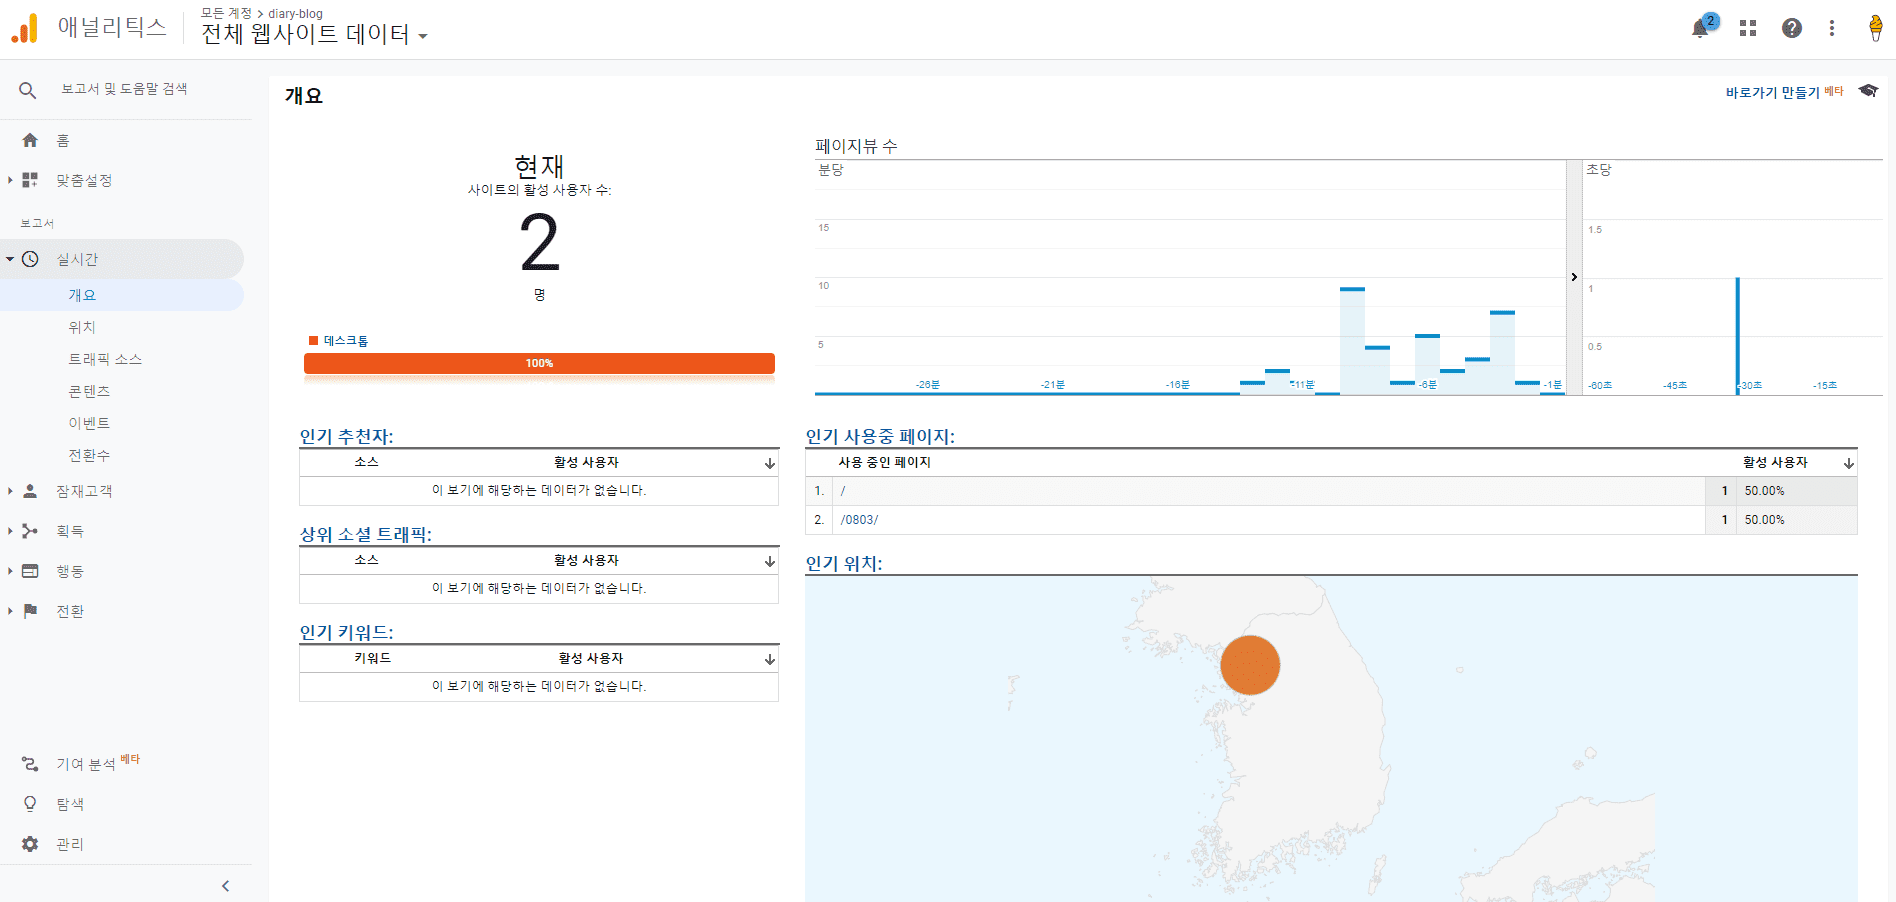 애널리틱스
모든 계정 > diary-blog
전체 웹사이트 데이터
2
보고서 및 도움말 검색
홈
맞춤설정
보고서
실시간
개요
위치
트래픽 소스
콘텐츠
이벤트
전환수
잠재고객
획득
행동
전환
기여 분석 베타
탐색
관리
개요
바로가기 만들기 베타
현재
사이트의 활성 사용자 수:
2
명
데스크톱
100%
페이지뷰 수
분당
15
10
5
-26분 -21분 -16분 -11분 -6분 -1분
초당
1.5
1
0.5
-60초 -45초 -30초 -15초
인기 추천자:
소스 활성 사용자
이 보기에 해당하는 데이터가 없습니다.
상위 소셜 트래픽:
소스 활성 사용자
이 보기에 해당하는 데이터가 없습니다.
인기 키워드:
키워드 활성 사용자
이 보기에 해당하는 데이터가 없습니다.
인기 사용중 페이지:
사용 중인 페이지 활성 사용자
1. / 1 50.00%
2. /0803/ 1 50.00%
인기 위치: